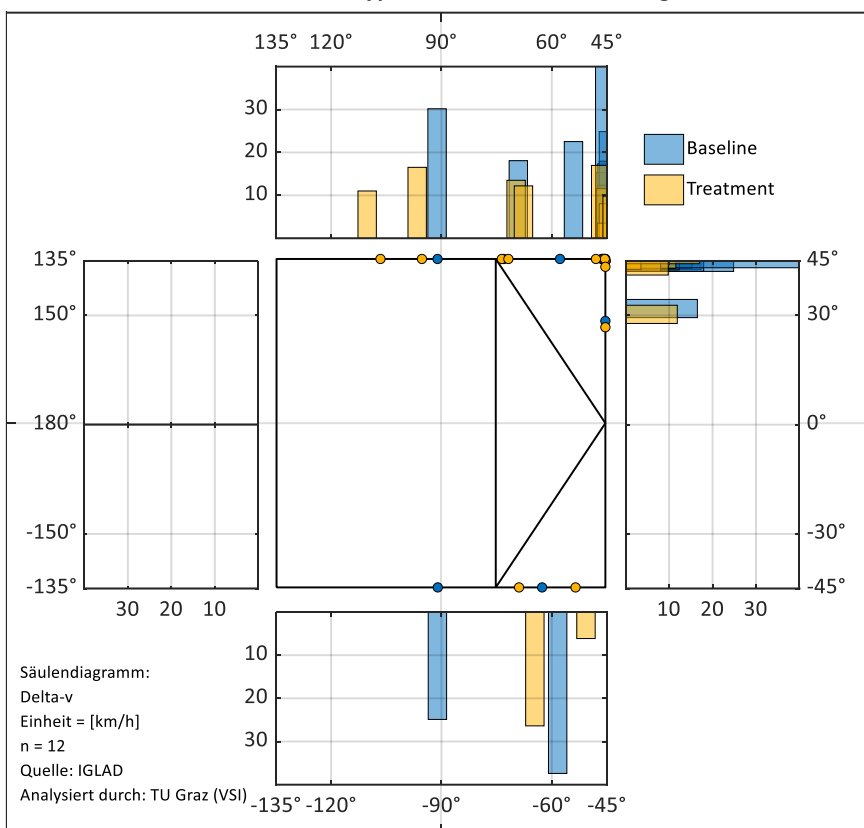 135° 120° 90° 60° 45°
30
20
10
Baseline
Treatment
135° 45°
150° 30°
180° 0°
-150° -30°
-135° -45°
30 20 10 10 20 30
10
20
30
Säulendiagramm:
Delta-v
Einheit = [km/h]
n = 12
Quelle: IGLAD
Analysiert durch: TU Graz (VSI)
-135° -120° -90° -60° -45°